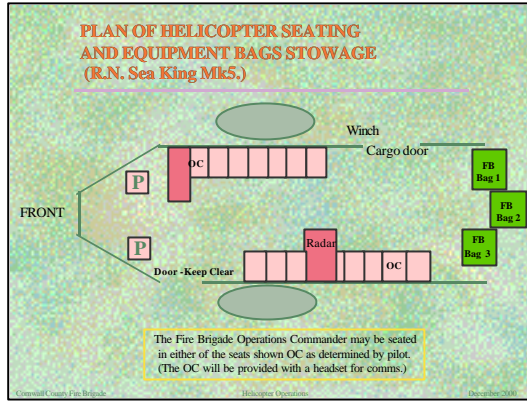 PLAN OF HELICOPTER SEATING
AND EQUIPMENT BAGS STOWAGE
(R.N. Sea King Mk5.)
Winch
Cargo door
OC
FB
Bag 1
P
FRONT
FB
Bag 2
P
Radar
FB
Bag 3
Door -Keep Clear
OC
The Fire Brigade Operations Commander may be seated
in either of the seats shown OC as determined by pilot.
(The OC will be provided with a headset for comms.)
Cornwall County Fire Brigade
Helicopter Operations
December 2000